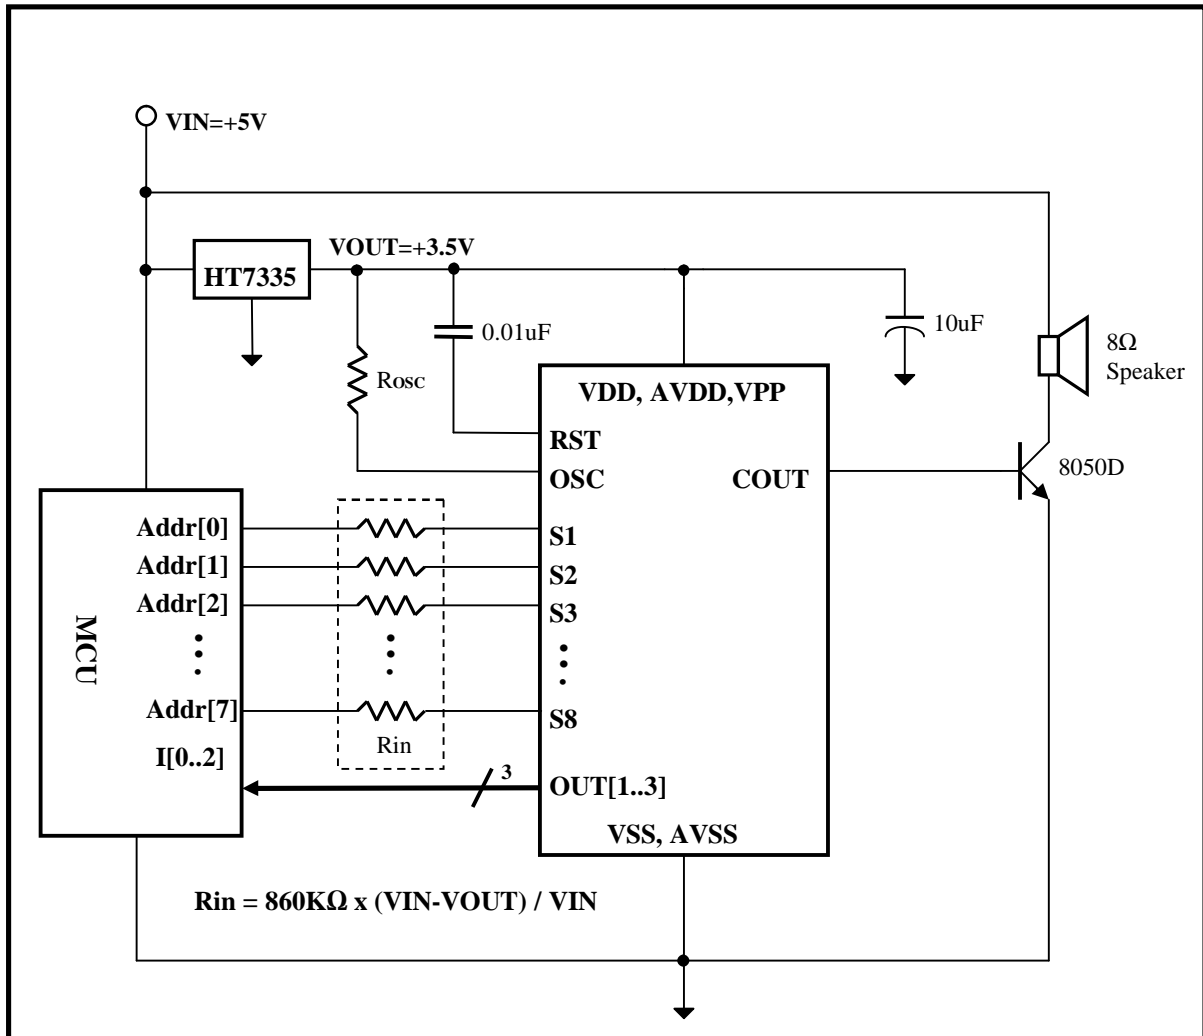 VIN=+5V
VOUT=+3.5V
HT7335
0.01uF
10uF
8Ω
Speaker
Rosc
VDD, AVDD,VPP
RST
OSC
COUT
8050D
MCU
Addr[0]
S1
Addr[1]
S2
Addr[2]
S3
Addr[7]
S8
Rin
I[0..2]
3
OUT[1..3]
VSS, AVSS
Rin = 860KΩ x (VIN-VOUT) / VIN